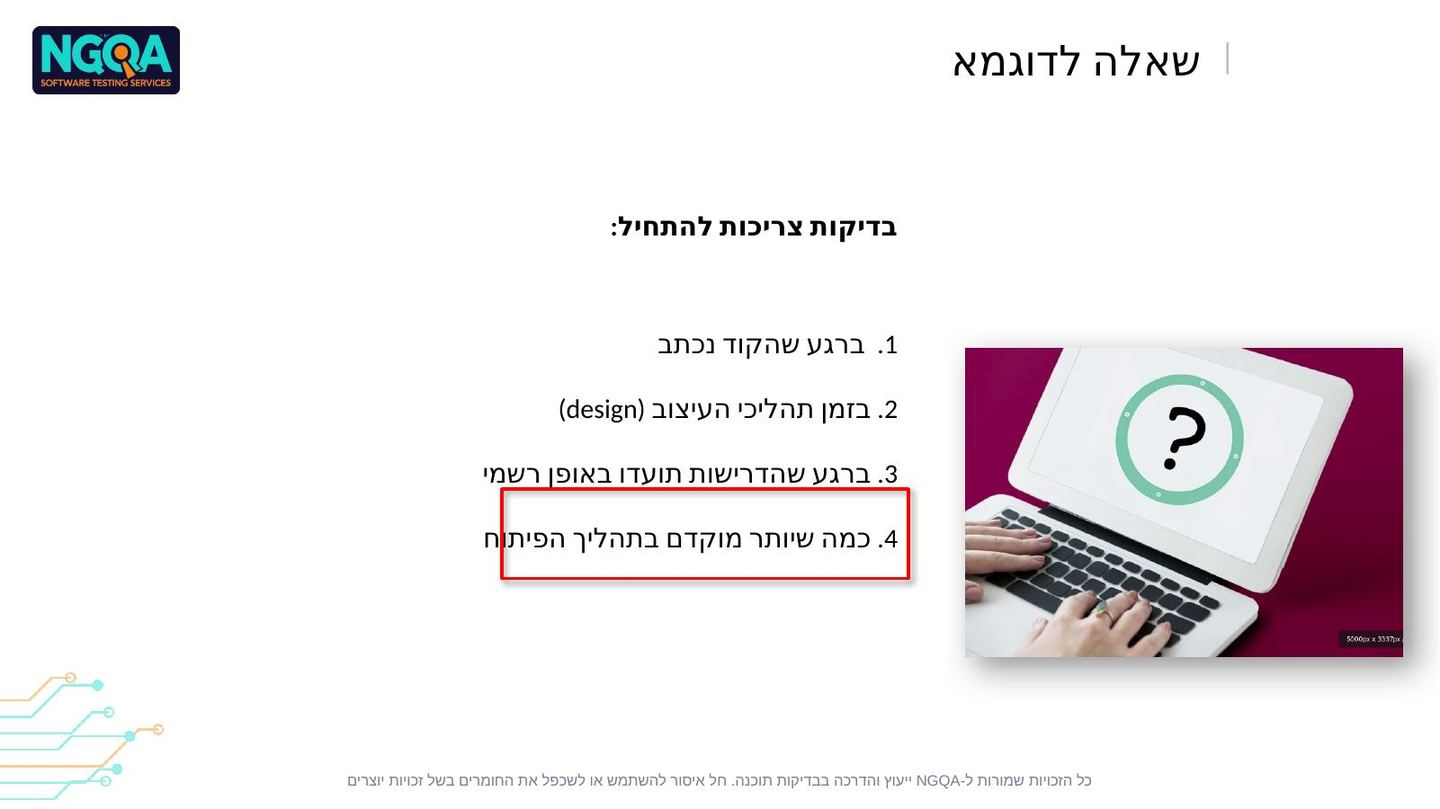 NGQA
SOFTWARE TESTING SERVICES
שאלה לדוגמא
בדיקות צריכות להתחיל:
1. ברגע שהקוד נכתב
2. בזמן תהליכי העיצוב (design)
3. ברגע שהדרישות תועדו באופן רשמי
4. כמה שיותר מוקדם בתהליך הפיתוח
?
5000px x 3337px
כל הזכויות שמורות ל-NGQA ייעוץ והדרכה בבדיקות תוכנה. חל איסור להשתמש או לשכפל את החומרים בשל זכויות יוצרים